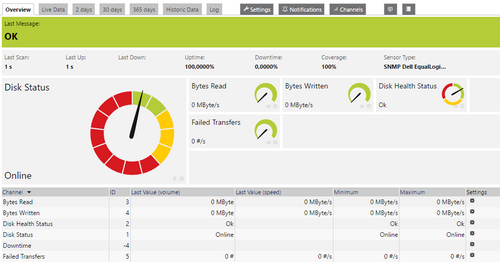 Overview Live Data 2 days 30 days 365 days Historic Data Log Settings Notifications Channels
Last Message:
OK
Last Scan: Last Up: Last Down: Uptime: Downtime: Coverage: Sensor Type:
1 s 1 s 100,0000% 0,0000% 100% SNMP Dell EqualLogi...
Disk Status
Bytes Read
0 MByte/s
Bytes Written
0 MByte/s
Disk Health Status
Ok
Failed Transfers
0 #/s
Online
Channel ID Last Value (volume) Last Value (speed) Minimum Maximum Settings
Bytes Read 3 0 MByte 0 MByte/s 0 MByte/s 0 MByte/s
Bytes Written 4 0 MByte 0 MByte/s 0 MByte/s 0 MByte/s
Disk Health Status 2 Ok Ok Ok
Disk Status 1 Online Online Online
Downtime -4
Failed Transfers 5 0 # 0 #/s 0 #/s 0 #/s